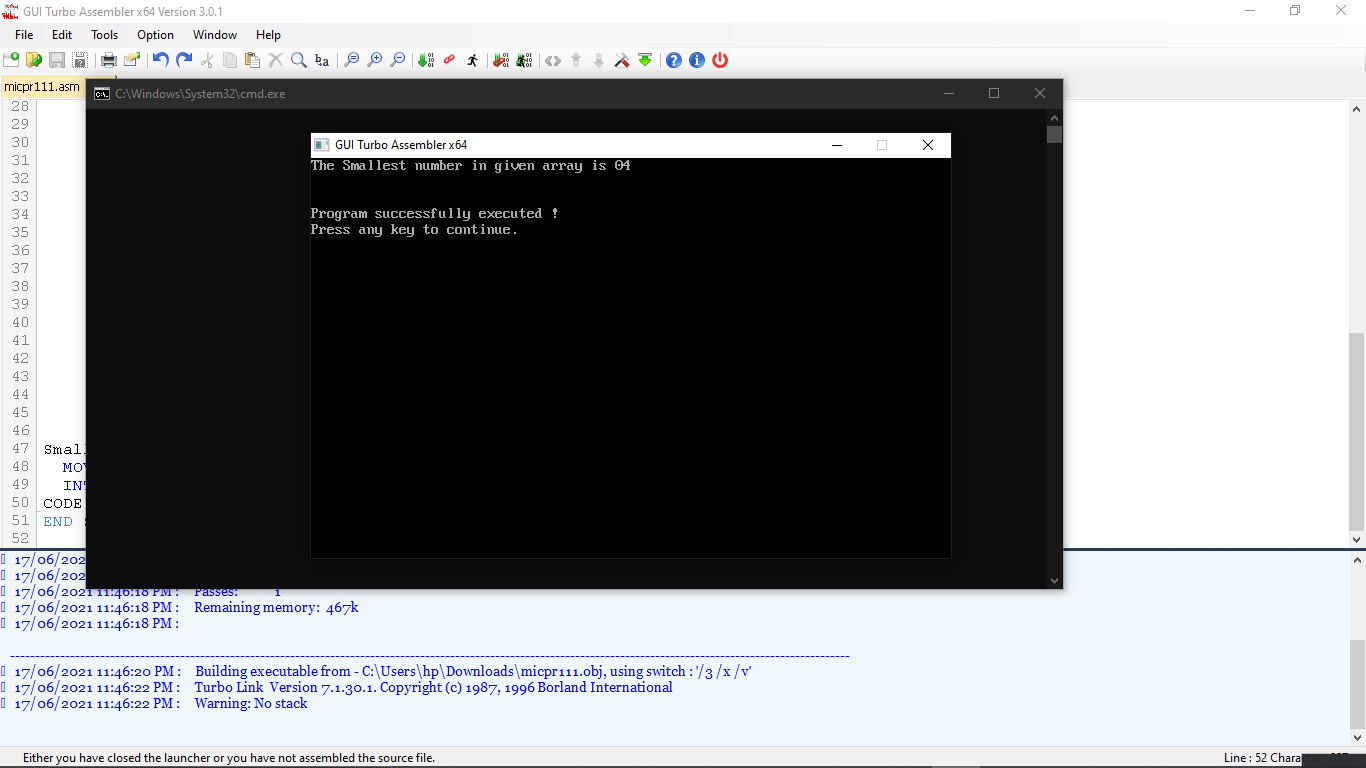 GUI Turbo Assembler x64 Version 3.0.1
File Edit Tools Option Window Help
micpr111.asm
C:\Windows\System32\cmd.exe
GUI Turbo Assembler x64
The Smallest number in given array is 04
Program successfully executed !
Press any key to continue.
28
29
30
31
32
33
34
35
36
37
38
39
40
41
42
43
44
45
46
47
48
49
50 CODE
51 END
52
17/06/202
17/06/202
17/06/2021 11:46:18 PM : Passes: 1
17/06/2021 11:46:18 PM : Remaining memory: 467k
17/06/2021 11:46:18 PM :
--------------------------------------------------------------------------------
17/06/2021 11:46:20 PM : Building executable from - C:\Users\hp\Downloads\micpr111.obj, using switch : '/3 /x /v'
17/06/2021 11:46:22 PM : Turbo Link Version 7.1.30.1. Copyright (c) 1987, 1996 Borland International
17/06/2021 11:46:22 PM : Warning: No stack
Either you have closed the launcher or you have not assembled the source file.
Line : 52